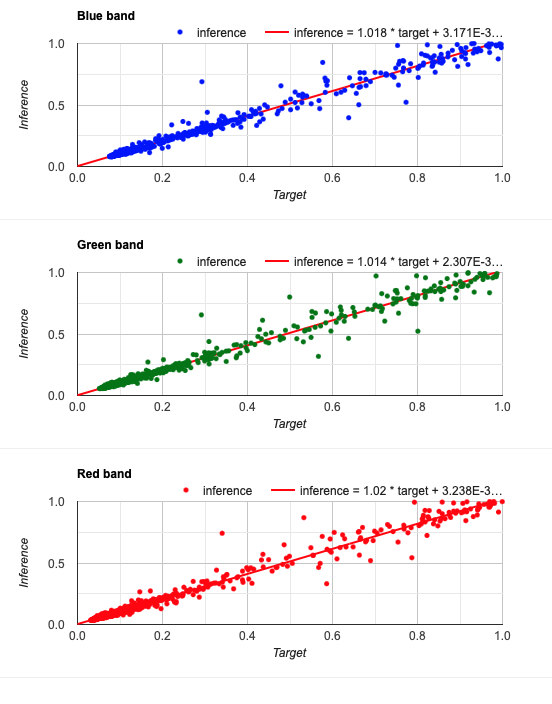 Blue band
inference inference = 1.018 * target + 3.171E-3…
1.0
0.5
0.0
Inference
0.0 0.2 0.4 0.6 0.8 1.0
Target
Green band
inference inference = 1.014 * target + 2.307E-3…
1.0
0.5
0.0
Inference
0.0 0.2 0.4 0.6 0.8 1.0
Target
Red band
inference inference = 1.02 * target + 3.238E-3…
1.0
0.5
0.0
Inference
0.0 0.2 0.4 0.6 0.8 1.0
Target